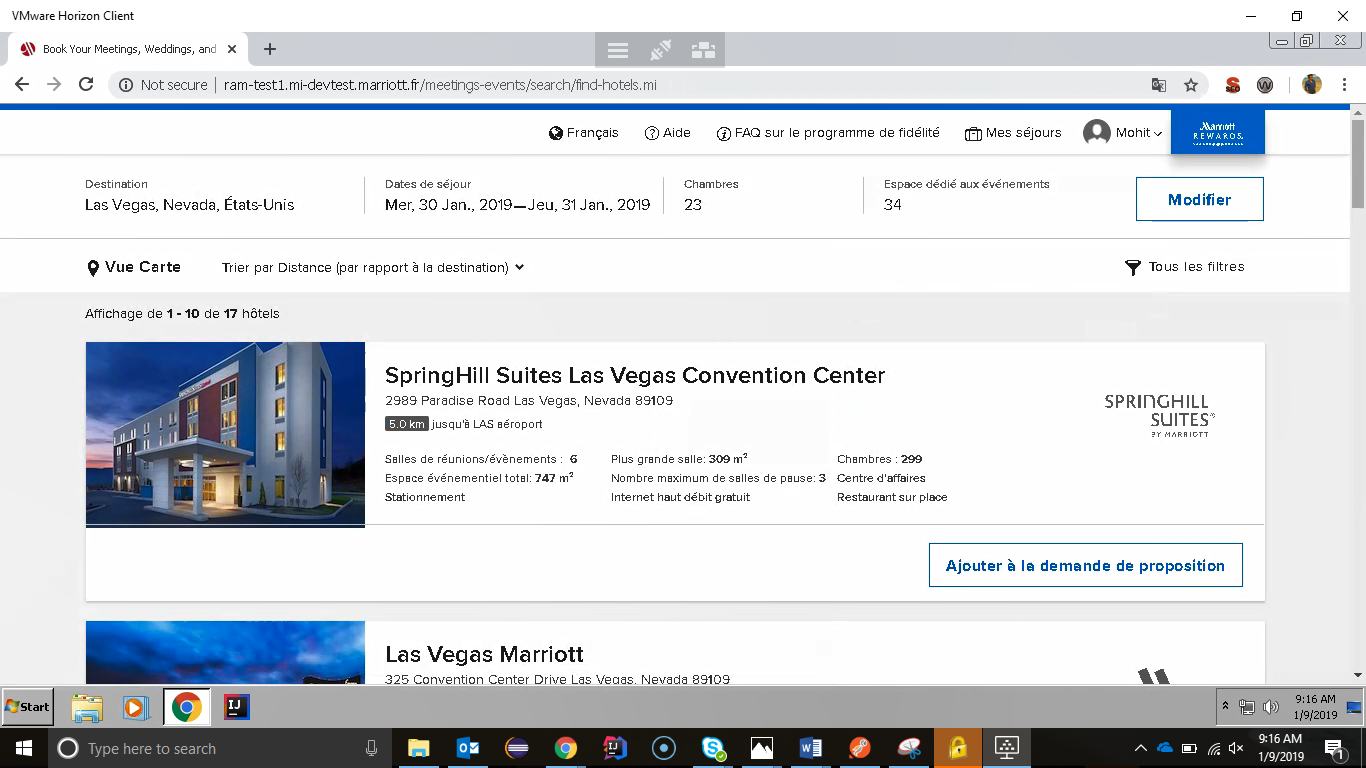 VMware Horizon Client
Book Your Meetings, Weddings, and
Not secure | ram-test1.mi-devtest.marriott.fr/meetings-events/search/find-hotels.mi
Français Aide FAQ sur le programme de fidélité Mes séjours Mohit
Marriott
REWARDS.
Destination Dates de séjour Chambres Espace dédié aux événements
Las Vegas, Nevada, États-Unis Mer, 30 Jan., 2019—Jeu, 31 Jan., 2019 23 34 Modifier
Vue Carte Trier par Distance (par rapport à la destination) Tous les filtres
Affichage de 1 - 10 de 17 hôtels
SpringHill Suites Las Vegas Convention Center
2989 Paradise Road Las Vegas, Nevada 89109
5.0 km jusqu'à LAS aéroport
SPRINGHILL
SUITES
BY MARRIOTT
Salles de réunions/évènements : 6 Plus grande salle: 309 m² Chambres : 299
Espace événementiel total: 747 m² Nombre maximum de salles de pause: 3 Centre d'affaires
Stationnement Internet haut débit gratuit Restaurant sur place
Ajouter à la demande de proposition
Las Vegas Marriott
325 Convention Center Drive Las Vegas, Nevada 89109
Start IJ 9:16 AM
1/9/2019
Type here to search 9:16 AM
1/9/2019